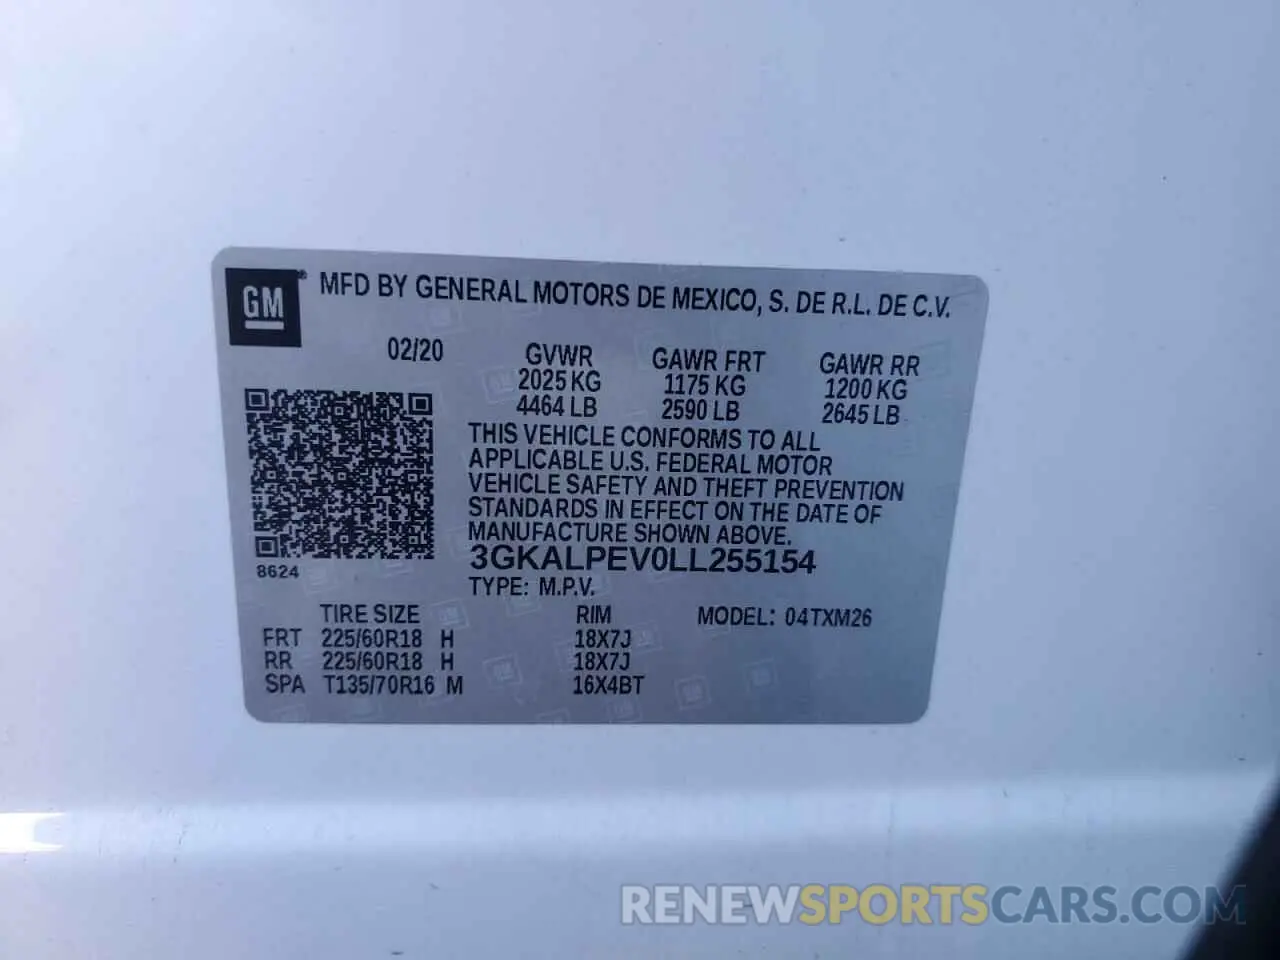 GM ® MFD BY GENERAL MOTORS DE MEXICO, S. DE R.L. DE C.V.
02/20 GVWR GAWR FRT GAWR RR
2025 KG 1175 KG 1200 KG
4464 LB 2590 LB 2645 LB
THIS VEHICLE CONFORMS TO ALL
APPLICABLE U.S. FEDERAL MOTOR
VEHICLE SAFETY AND THEFT PREVENTION
STANDARDS IN EFFECT ON THE DATE OF
MANUFACTURE SHOWN ABOVE.
3GKALPEV0LL255154
8624
TYPE: M.P.V.
TIRE SIZE RIM MODEL: 04TXM26
FRT 225/60R18 H 18X7J
RR 225/60R18 H 18X7J
SPA T135/70R16 M 16X4BT
RENEWSPORTSCARS.COM